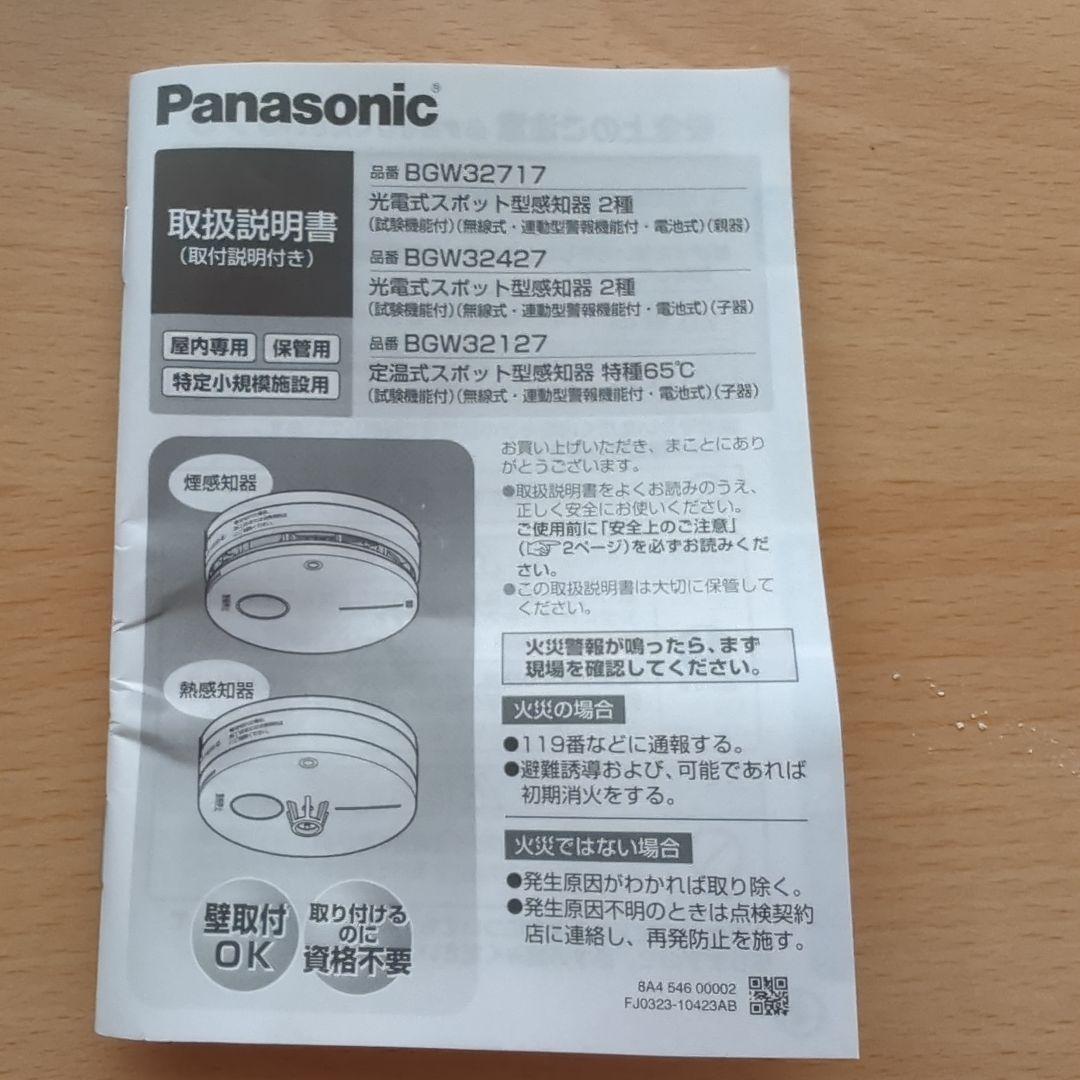 Panasonic®
取扱説明書
(取付説明付き)
屋内専用 保管用
特定小規模施設用
品番 BGW32717
光電式スポット型感知器 2種
(試験機能付)(無線式・連動型警報機能付・電池式)(親器)
品番 BGW32427
光電式スポット型感知器 2種
(試験機能付)(無線式・連動型警報機能付・電池式)(子器)
品番 BGW32127
定温式スポット型感知器 特種65℃
(試験機能付)(無線式・連動型警報機能付・電池式)(子器)
煙感知器
熱感知器
壁取付
OK
取り付ける
のに
資格不要
お買い上げいただき、まことにあり
がとうございます。
●取扱説明書をよくお読みのうえ、
正しく安全にお使いください。
ご使用前に「安全上のご注意」
(☞2ページ)を必ずお読みくだ
さい。
●この取扱説明書は大切に保管して
ください。
火災警報が鳴ったら、まず
現場を確認してください。
火災の場合
●119番などに通報する。
●避難誘導および、可能であれば
初期消火をする。
火災ではない場合
●発生原因がわかれば取り除く。
●発生原因不明のときは点検契約
店に連絡し、再発防止を施す。
8A4 546 00002
FJ0323-10423AB